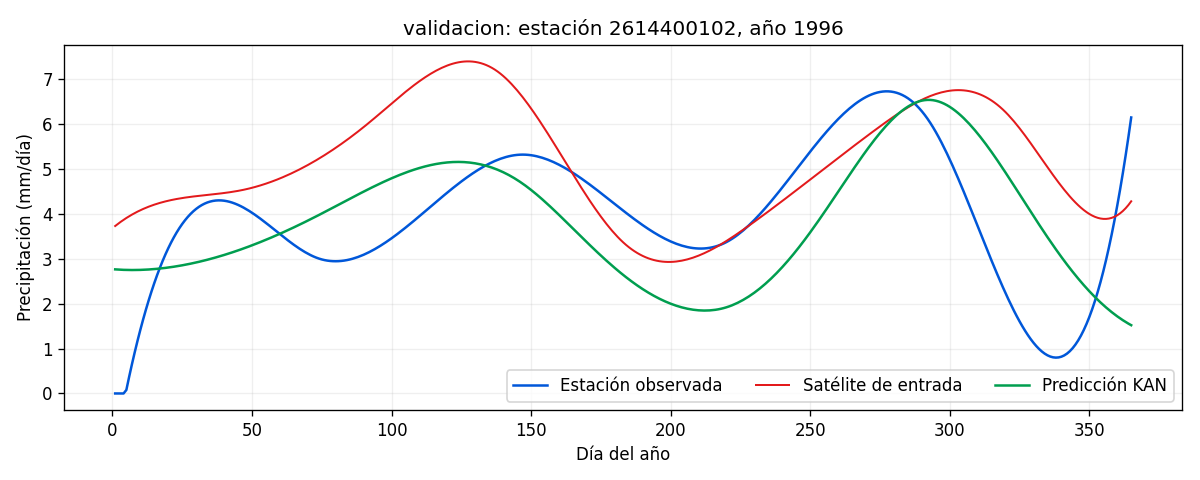 validacion: estación 2614400102, año 1996
Precipitación (mm/día)
7
6
5
4
3
2
1
0
Estación observada
Satélite de entrada
Predicción KAN
0
50
100
150
200
250
300
350
Día del año